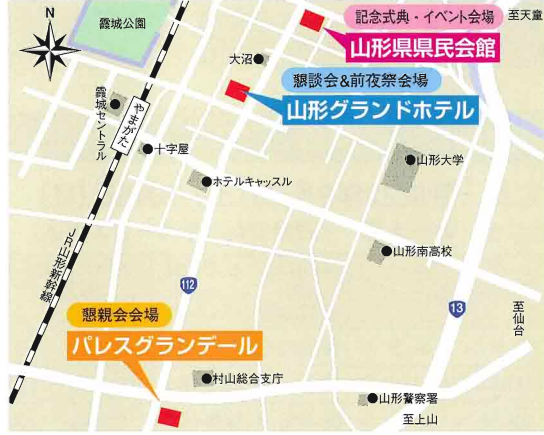 N
霞城公園
記念式典・イベント会場
至天童
山形県県民会館
大沼
懇談会&前夜祭会場
山形グランドホテル
霞城セントラル
やまがた
十字屋
山形大学
ホテルキャッスル
山形南高校
JR山形新幹線
112
13
至仙台
懇親会会場
パレスグランデール
村山総合支庁
山形警察署
至上山